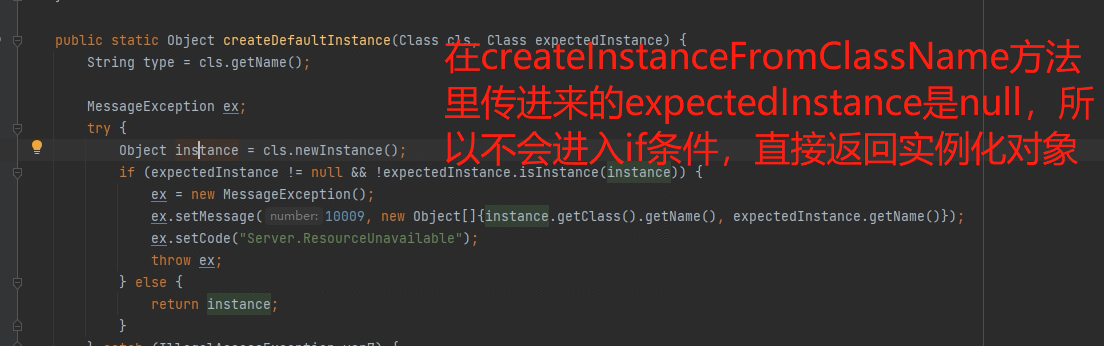 public static Object createDefaultInstance(Class cls, Class expectedInstance) {
String type = cls.getName();
在createInstanceFromClassName方法
里传进来的expectedInstance是null，所
以不会进入if条件，直接返回实例化对象
MessageException ex;
try {
Object instance = cls.newInstance();
if (expectedInstance != null && !expectedInstance.isInstance(instance)) {
ex = new MessageException();
ex.setMessage( number: 10009, new Object[]{instance.getClass().getName(), expectedInstance.getName()});
ex.setCode("Server.ResourceUnavailable");
throw ex;
} else {
return instance;
}